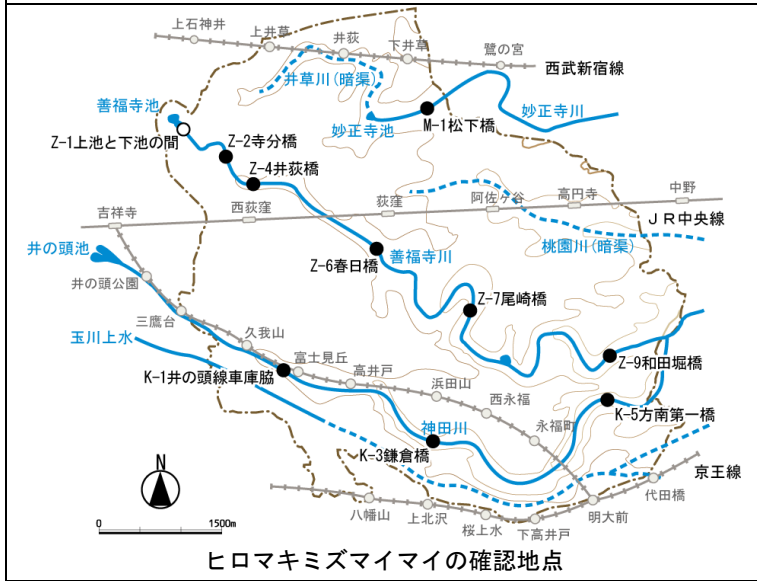 上石神井
上井草
井荻
下井草
鷺の宮
西武新宿線
井草川(暗渠)
善福寺池
妙正寺池
妙正寺川
M-1松下橋
Z-1上池と下池の間
Z-2寺分橋
Z-4井荻橋
吉祥寺
西荻窪
荻窪
阿佐ヶ谷
高円寺
中野
JR中央線
井の頭池
井の頭公園
Z-6春日橋
善福寺川
桃園川(暗渠)
三鷹台
Z-7尾崎橋
玉川上水
久我山
富士見丘
高井戸
K-1井の頭線車庫脇
浜田山
西永福
永福町
Z-9和田堀橋
K-5方南第一橋
神田川
K-3鎌倉橋
京王線
N
0
1500m
八幡山
上北沢
桜上水
下高井戸
明大前
代田橋
ヒロマキミズマイマイの確認地点